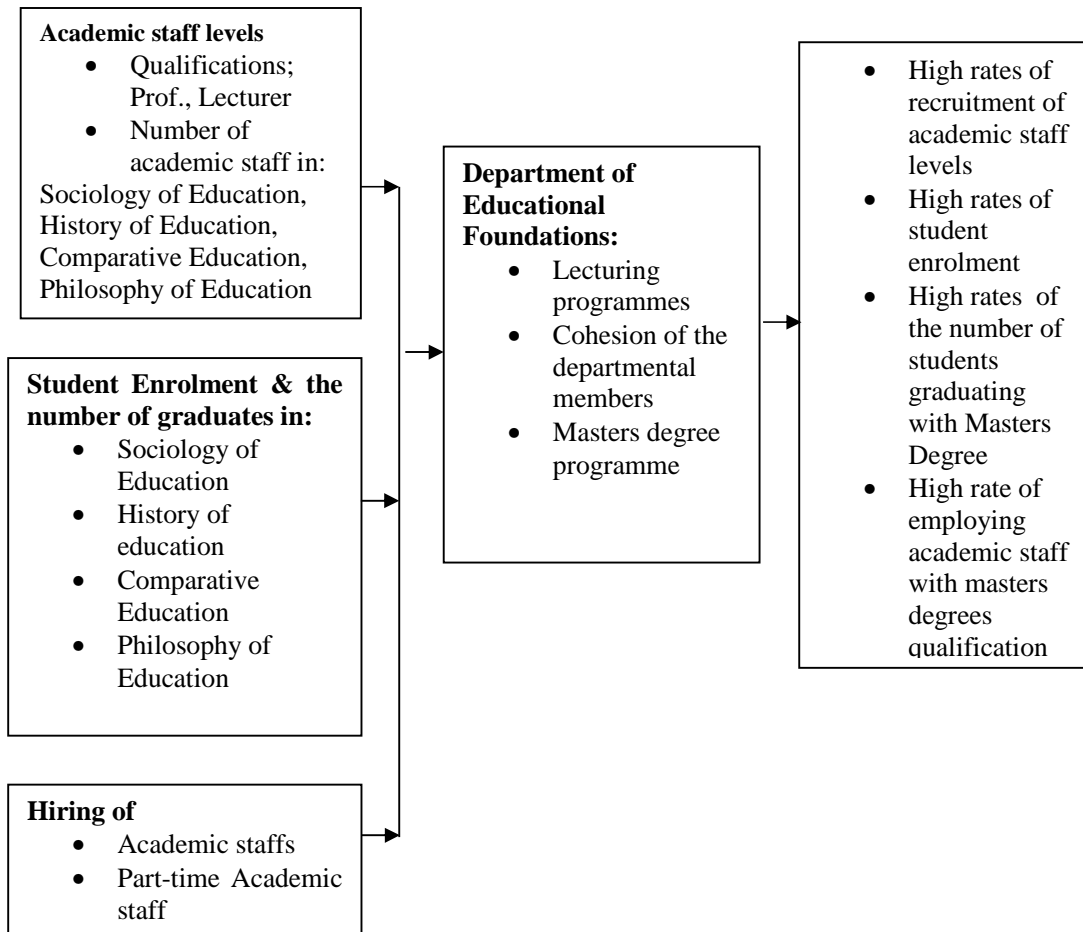 Academic staff levels
• Qualifications;
Prof., Lecturer
• Number of
academic staff in:
Sociology of Education,
History of Education,
Comparative Education,
Philosophy of Education
Student Enrolment & the
number of graduates in:
• Sociology of
Education
• History of
education
• Comparative
Education
• Philosophy of
Education
Hiring of
• Academic staffs
• Part-time Academic
staff
Department of
Educational
Foundations:
• Lecturing
programmes
• Cohesion of the
departmental
members
• Masters degree
programme
• High rates of
recruitment of
academic staff
levels
• High rates of
student
enrolment
• High rates of
the number of
students
graduating
with Masters
Degree
• High rate of
employing
academic staff
with masters
degrees
qualification